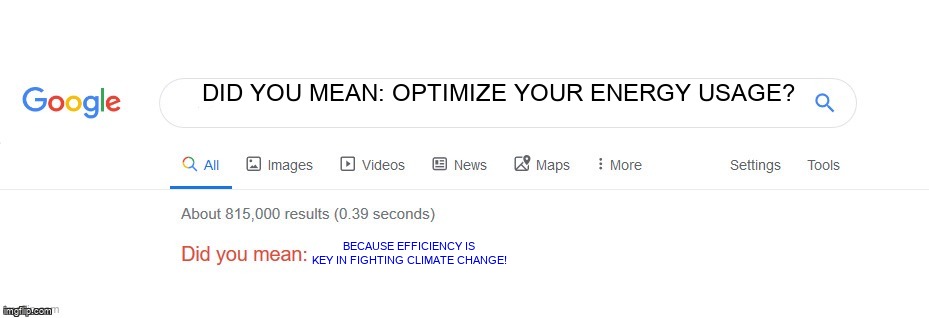 DID YOU MEAN: OPTIMIZE YOUR ENERGY USAGE?
Google
All Images Videos News Maps More Settings Tools
About 815,000 results (0.39 seconds)
Did you mean: BECAUSE EFFICIENCY IS
KEY IN FIGHTING CLIMATE CHANGE!
imgflip.com